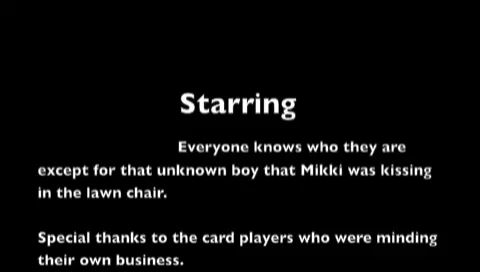 Starring
Everyone knows who they are
except for that unknown boy that Mikki was kissing
in the lawn chair.
Special thanks to the card players who were minding
their own business.